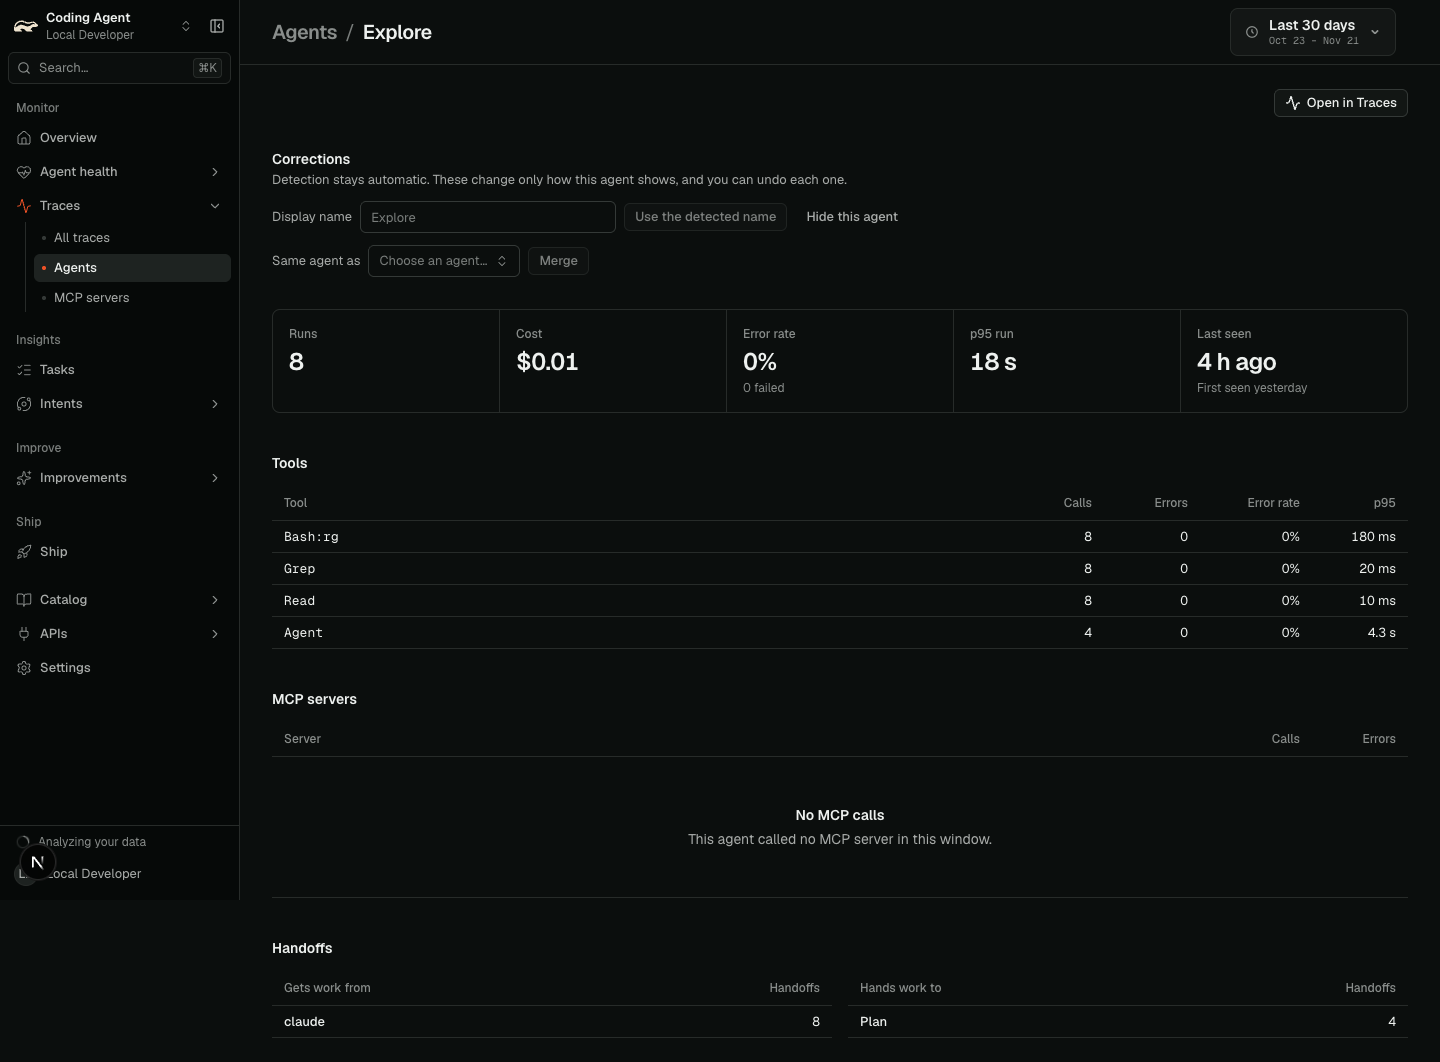 Coding Agent
Local Developer
Search...
⌘K
Monitor
Overview
Agent health
Traces
All traces
Agents
MCP servers
Insights
Tasks
Intents
Improve
Improvements
Ship
Ship
Catalog
APIs
Settings
Analyzing your data
Local Developer
Agents / Explore
Last 30 days
Oct 23 – Nov 21
Open in Traces
Corrections
Detection stays automatic. These change only how this agent shows, and you can undo each one.
Display name Explore Use the detected name Hide this agent
Same agent as Choose an agent... Merge
Runs Cost Error rate p95 run Last seen
8 $0.01 0% 18 s 4 h ago
0 failed First seen yesterday
Tools
Tool Calls Errors Error rate p95
Bash:rg 8 0 0% 180 ms
Grep 8 0 0% 20 ms
Read 8 0 0% 10 ms
Agent 4 0 0% 4.3 s
MCP servers
Server Calls Errors
No MCP calls
This agent called no MCP server in this window.
Handoffs
Gets work from Handoffs Hands work to Handoffs
claude 8 Plan 4